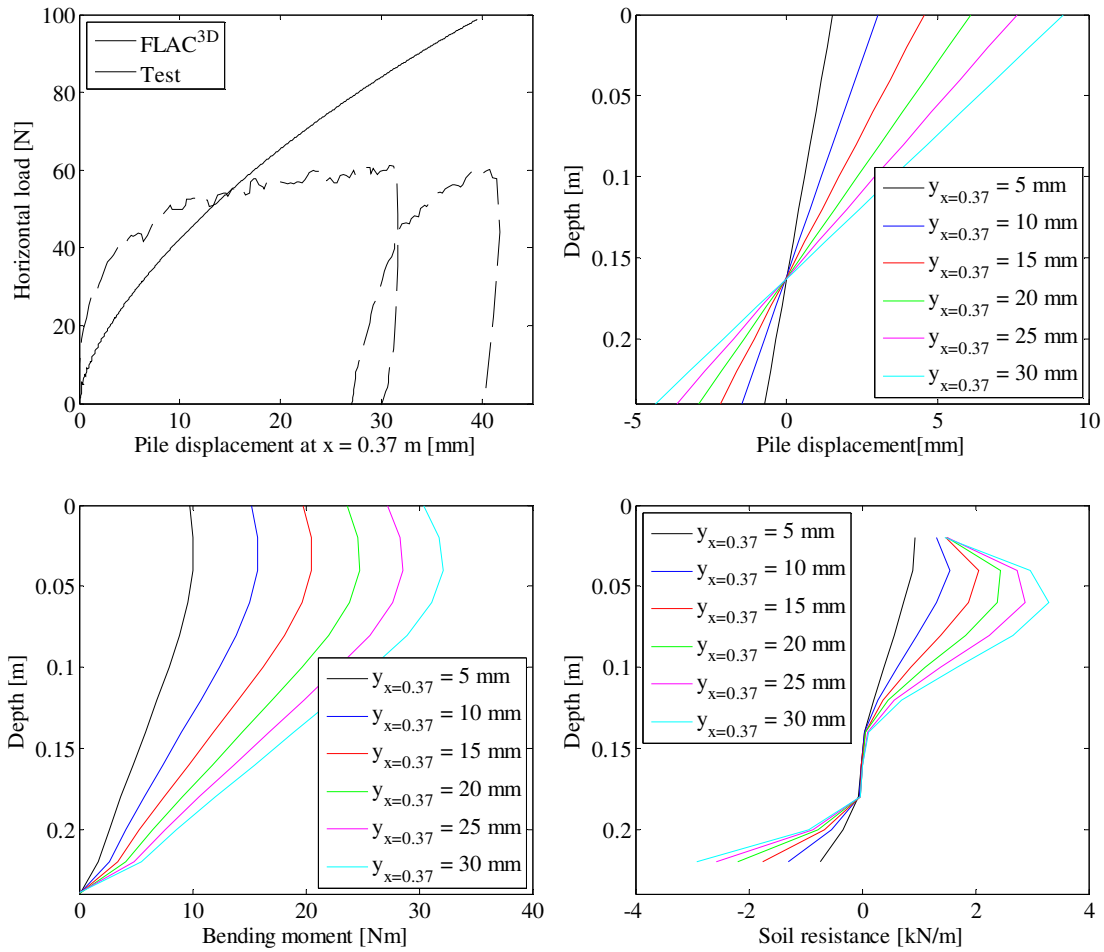 100
80
60
40
20
0
Horizontal load [N]
FLAC3D
Test
0
10
20
30
40
Pile displacement at x = 0.37 m [mm]
0
0.05
0.1
0.15
0.2
Depth [m]
yx=0.37 = 5 mm
yx=0.37 = 10 mm
yx=0.37 = 15 mm
yx=0.37 = 20 mm
yx=0.37 = 25 mm
yx=0.37 = 30 mm
-5
0
5
10
Pile displacement[mm]
0
0.05
0.1
0.15
0.2
Depth [m]
yx=0.37 = 5 mm
yx=0.37 = 10 mm
yx=0.37 = 15 mm
yx=0.37 = 20 mm
yx=0.37 = 25 mm
yx=0.37 = 30 mm
0
10
20
30
40
Bending moment [Nm]
0
0.05
0.1
0.15
0.2
Depth [m]
yx=0.37 = 5 mm
yx=0.37 = 10 mm
yx=0.37 = 15 mm
yx=0.37 = 20 mm
yx=0.37 = 25 mm
yx=0.37 = 30 mm
-4
-2
0
2
4
Soil resistance [kN/m]